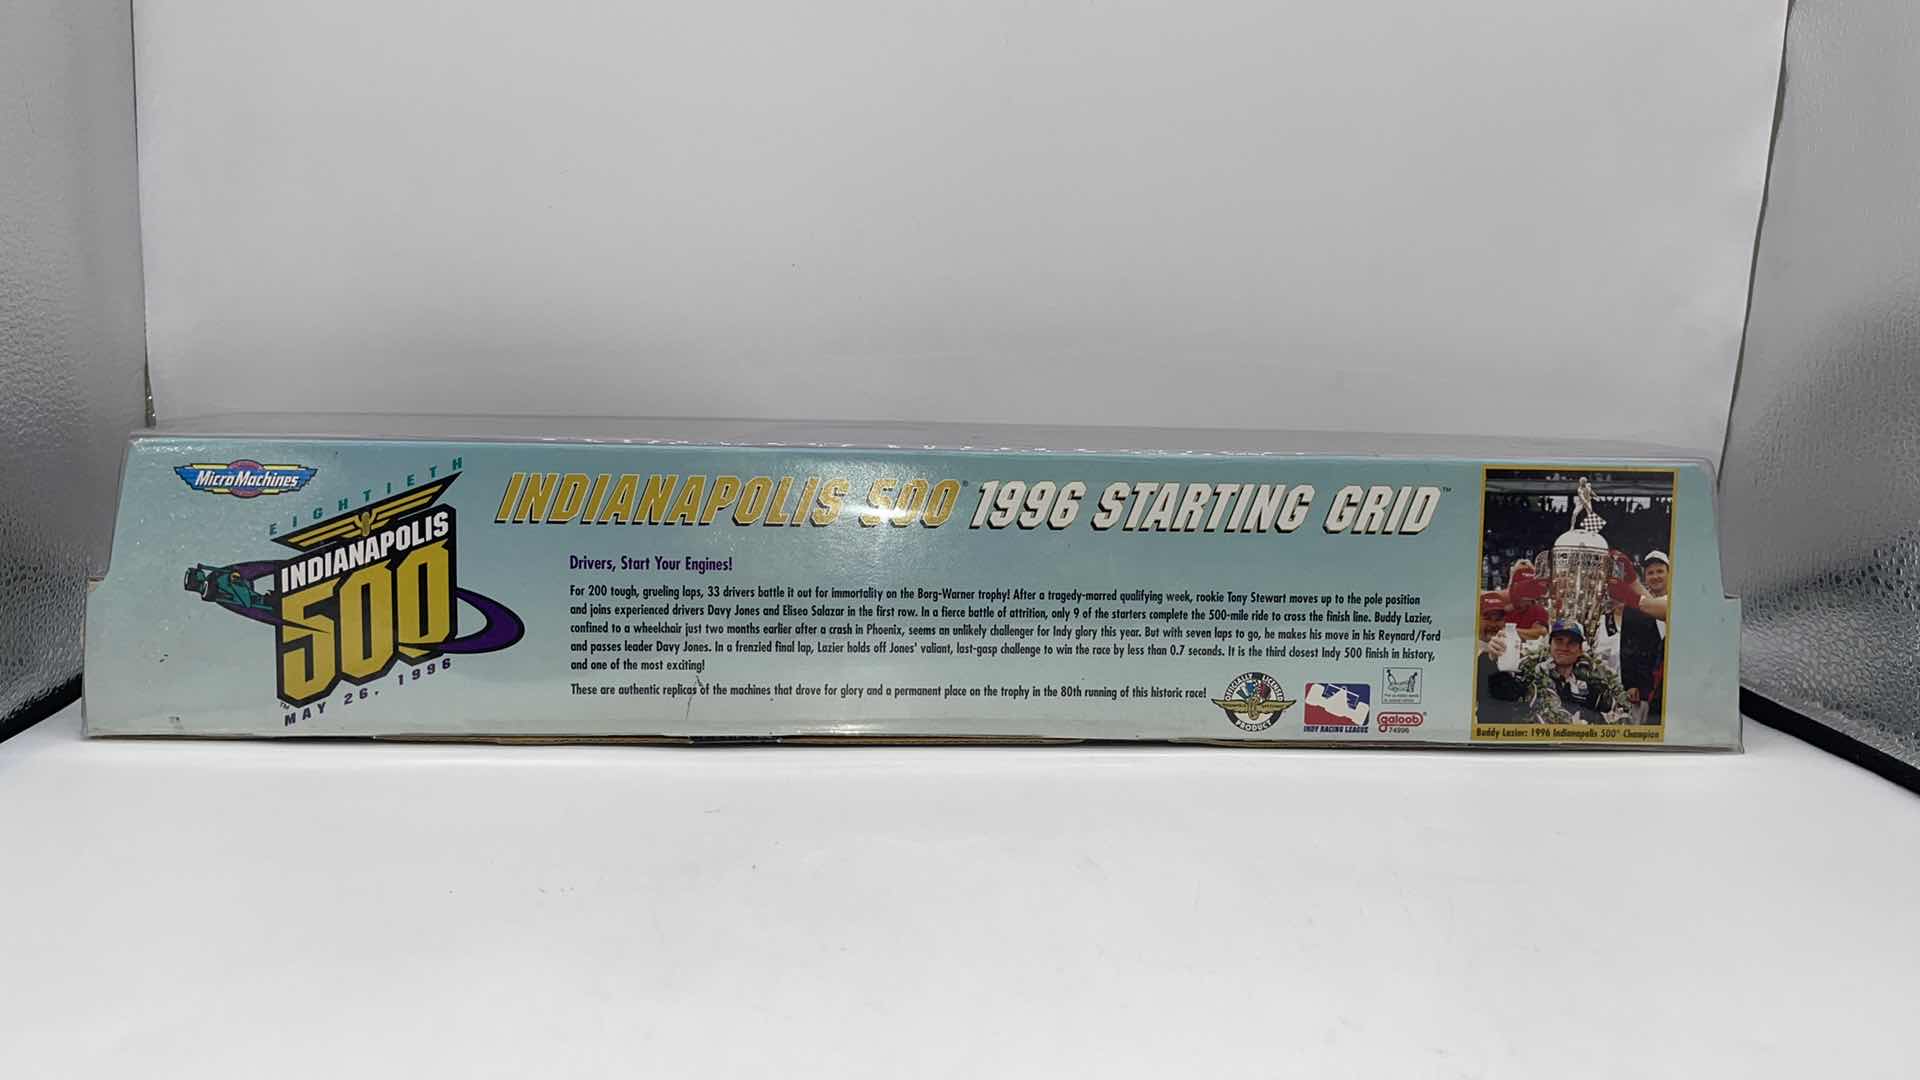 MicroMachines
EIGHTIETH
INDIANAPOLIS
500
™
MAY 26, 1996
INDIANAPOLIS 500® 1996 STARTING GRID™
Drivers, Start Your Engines!
For 200 tough, grueling laps, 33 drivers battle it out for immortality on the Borg-Warner trophy! After a tragedy-marred qualifying week, rookie Tony Stewart moves up to the pole position
and joins experienced drivers Davy Jones and Eliseo Salazar in the first row. In a fierce battle of attrition, only 9 of the starters complete the 500-mile ride to cross the finish line. Buddy Lazier,
confined to a wheelchair just two months earlier after a crash in Phoenix, seems an unlikely challenger for Indy glory this year. But with seven laps to go, he makes his move in his Reynard/Ford
and passes leader Davy Jones. In a frenzied final lap, Lazier holds off Jones' valiant, last-gasp challenge to win the race by less than 0.7 seconds. It is the third closest Indy 500 finish in history,
and one of the most exciting!
These are authentic replicas of the machines that drove for glory and a permanent place on the trophy in the 80th running of this historic race!
OFFICIALLY LICENSED
PRODUCT
INDY RACING LEAGUE
galoob®
74996
Buddy Lazier: 1996 Indianapolis 500® Champion